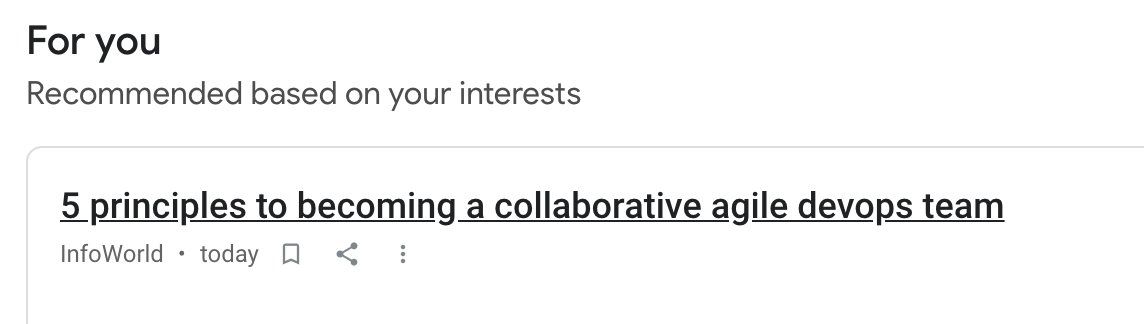 For you
Recommended based on your interests
5 principles to becoming a collaborative agile devops team
InfoWorld • today